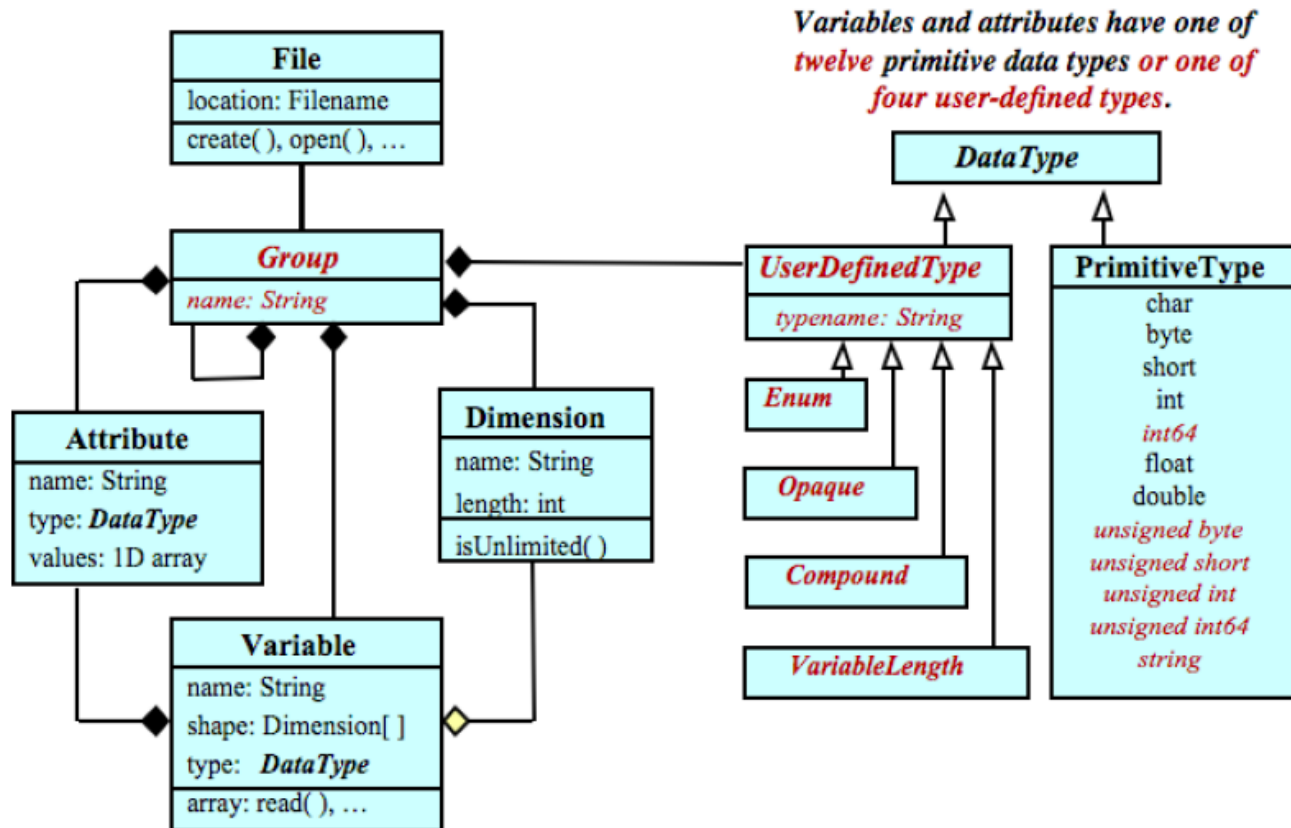 Variables and attributes have one of
twelve primitive data types or one of
four user-defined types.
File
location: Filename
create( ), open( ), …
Group
name: String
Attribute
name: String
type: DataType
values: 1D array
Dimension
name: String
length: int
isUnlimited( )
Variable
name: String
shape: Dimension[ ]
type: DataType
array: read( ), …
DataType
UserDefinedType
typename: String
Enum
Opaque
Compound
VariableLength
PrimitiveType
char
byte
short
int
int64
float
double
unsigned byte
unsigned short
unsigned int
unsigned int64
string